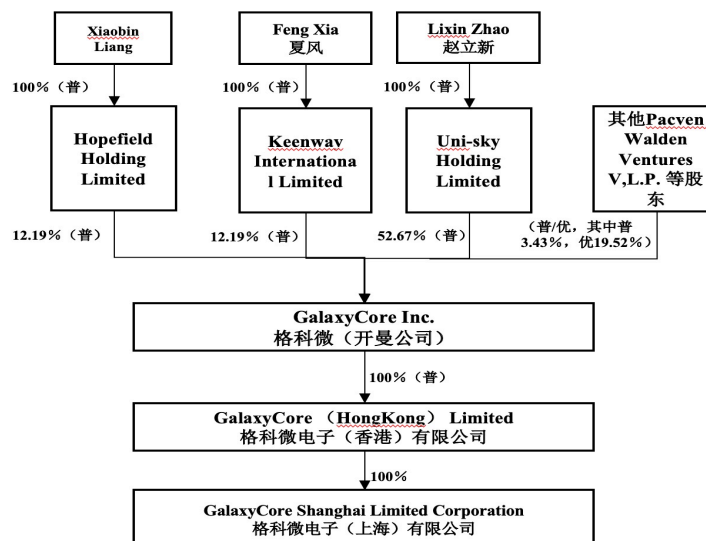 Xiaobin
Liang
Feng Xia
夏风
Lixin Zhao
赵立新
100%（普）
100%（普）
100%（普）
Hopefield
Holding
Limited
Keenway
Internationa
l Limited
Uni-sky
Holding
Limited
其他Pacven
Walden
Ventures
V,L.P. 等股
东
12.19%（普）
12.19%（普）
52.67%（普）
（普/优，其中普
3.43%，优19.52%）
GalaxyCore Inc.
格科微（开曼公司）
100%（普）
GalaxyCore （HongKong） Limited
格科微电子（香港）有限公司
100%
GalaxyCore Shanghai Limited Corporation
格科微电子（上海）有限公司